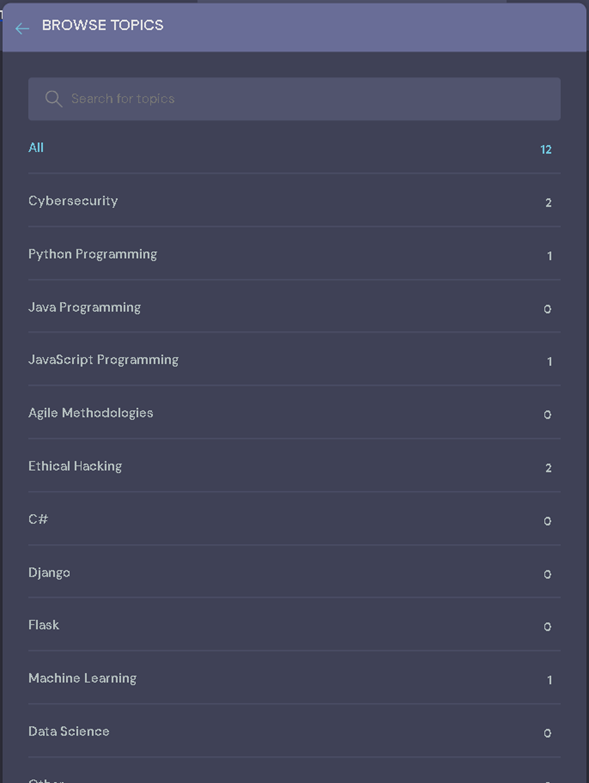 BROWSE TOPICS
Search for topics
All 12
Cybersecurity 2
Python Programming 1
Java Programming 0
JavaScript Programming 1
Agile Methodologies 0
Ethical Hacking 2
C# 0
Django 0
Flask 0
Machine Learning 1
Data Science 0